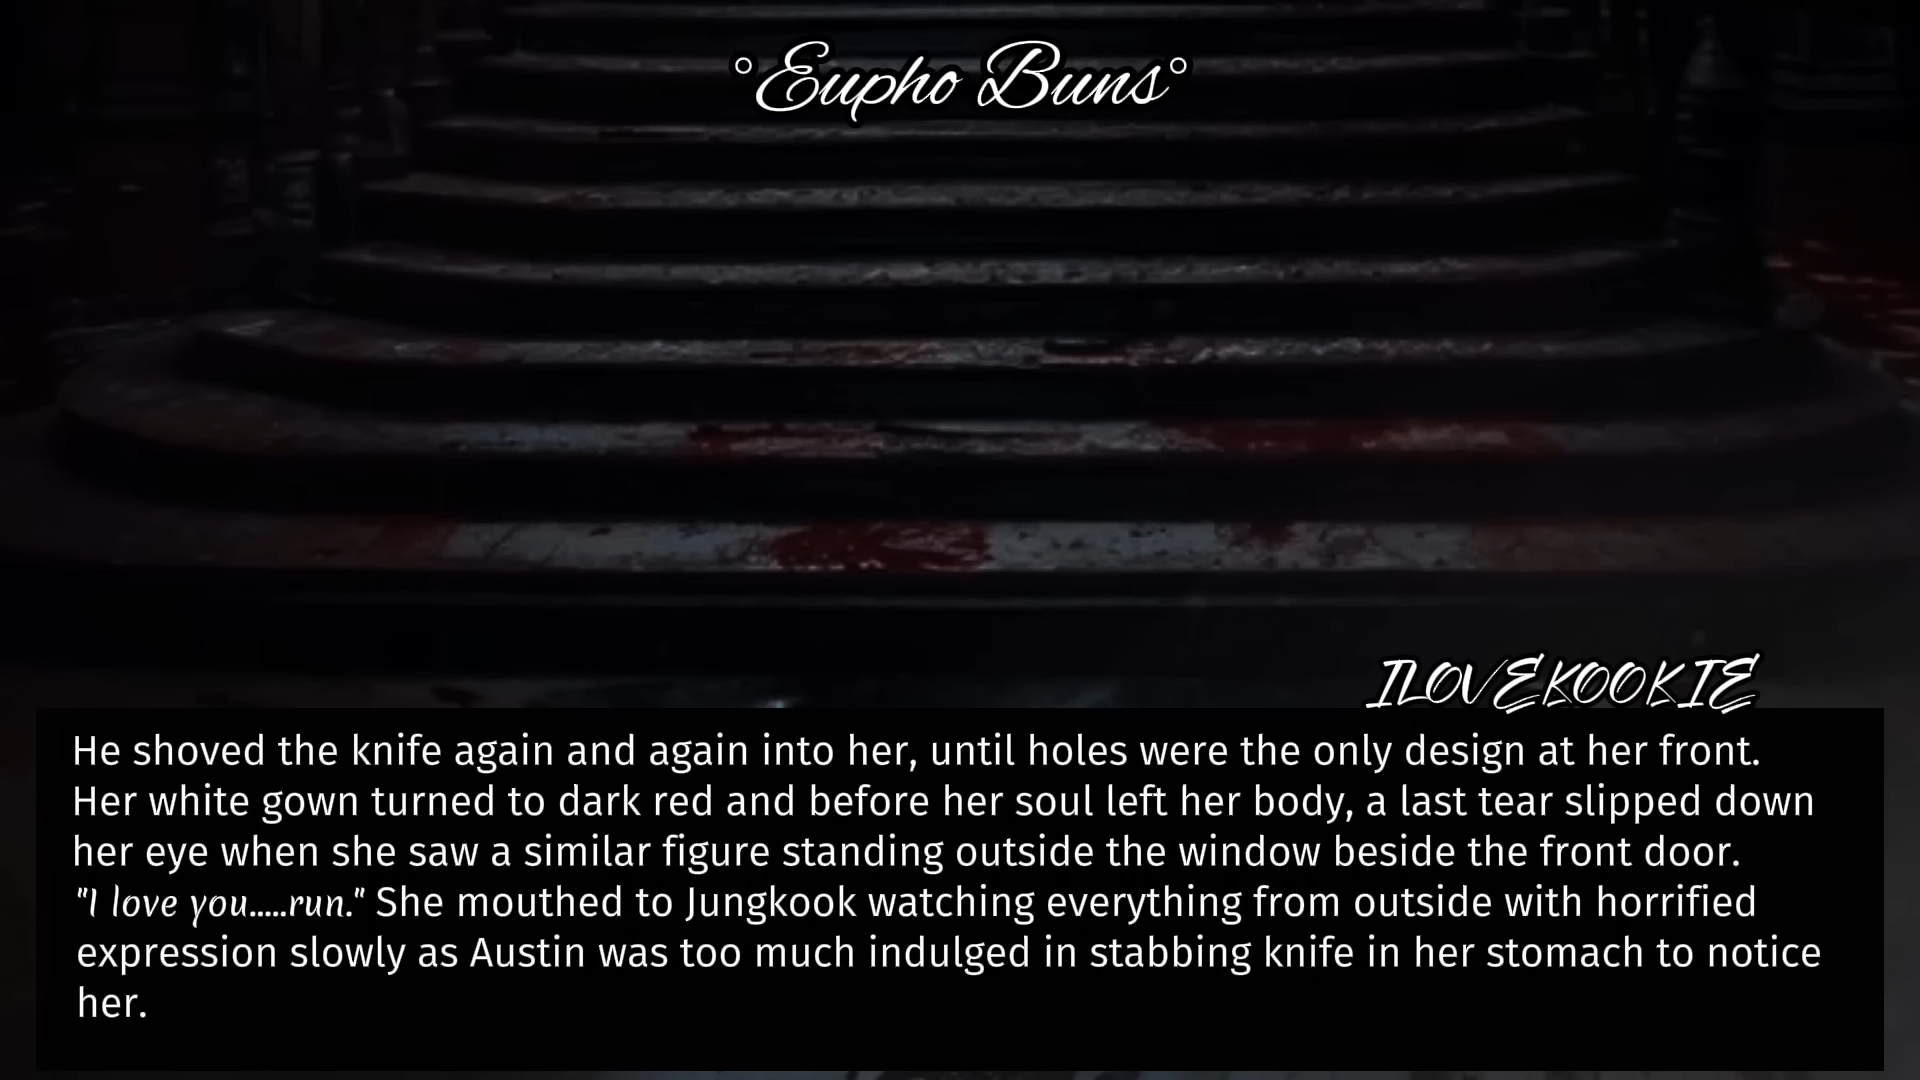 °Eupho Buns°
ILOVEKOOKIE
He shoved the knife again and again into her, until holes were the only design at her front.
Her white gown turned to dark red and before her soul left her body, a last tear slipped down
her eye when she saw a similar figure standing outside the window beside the front door.
"I love you.....run." She mouthed to Jungkook watching everything from outside with horrified
expression slowly as Austin was too much indulged in stabbing knife in her stomach to notice
her.